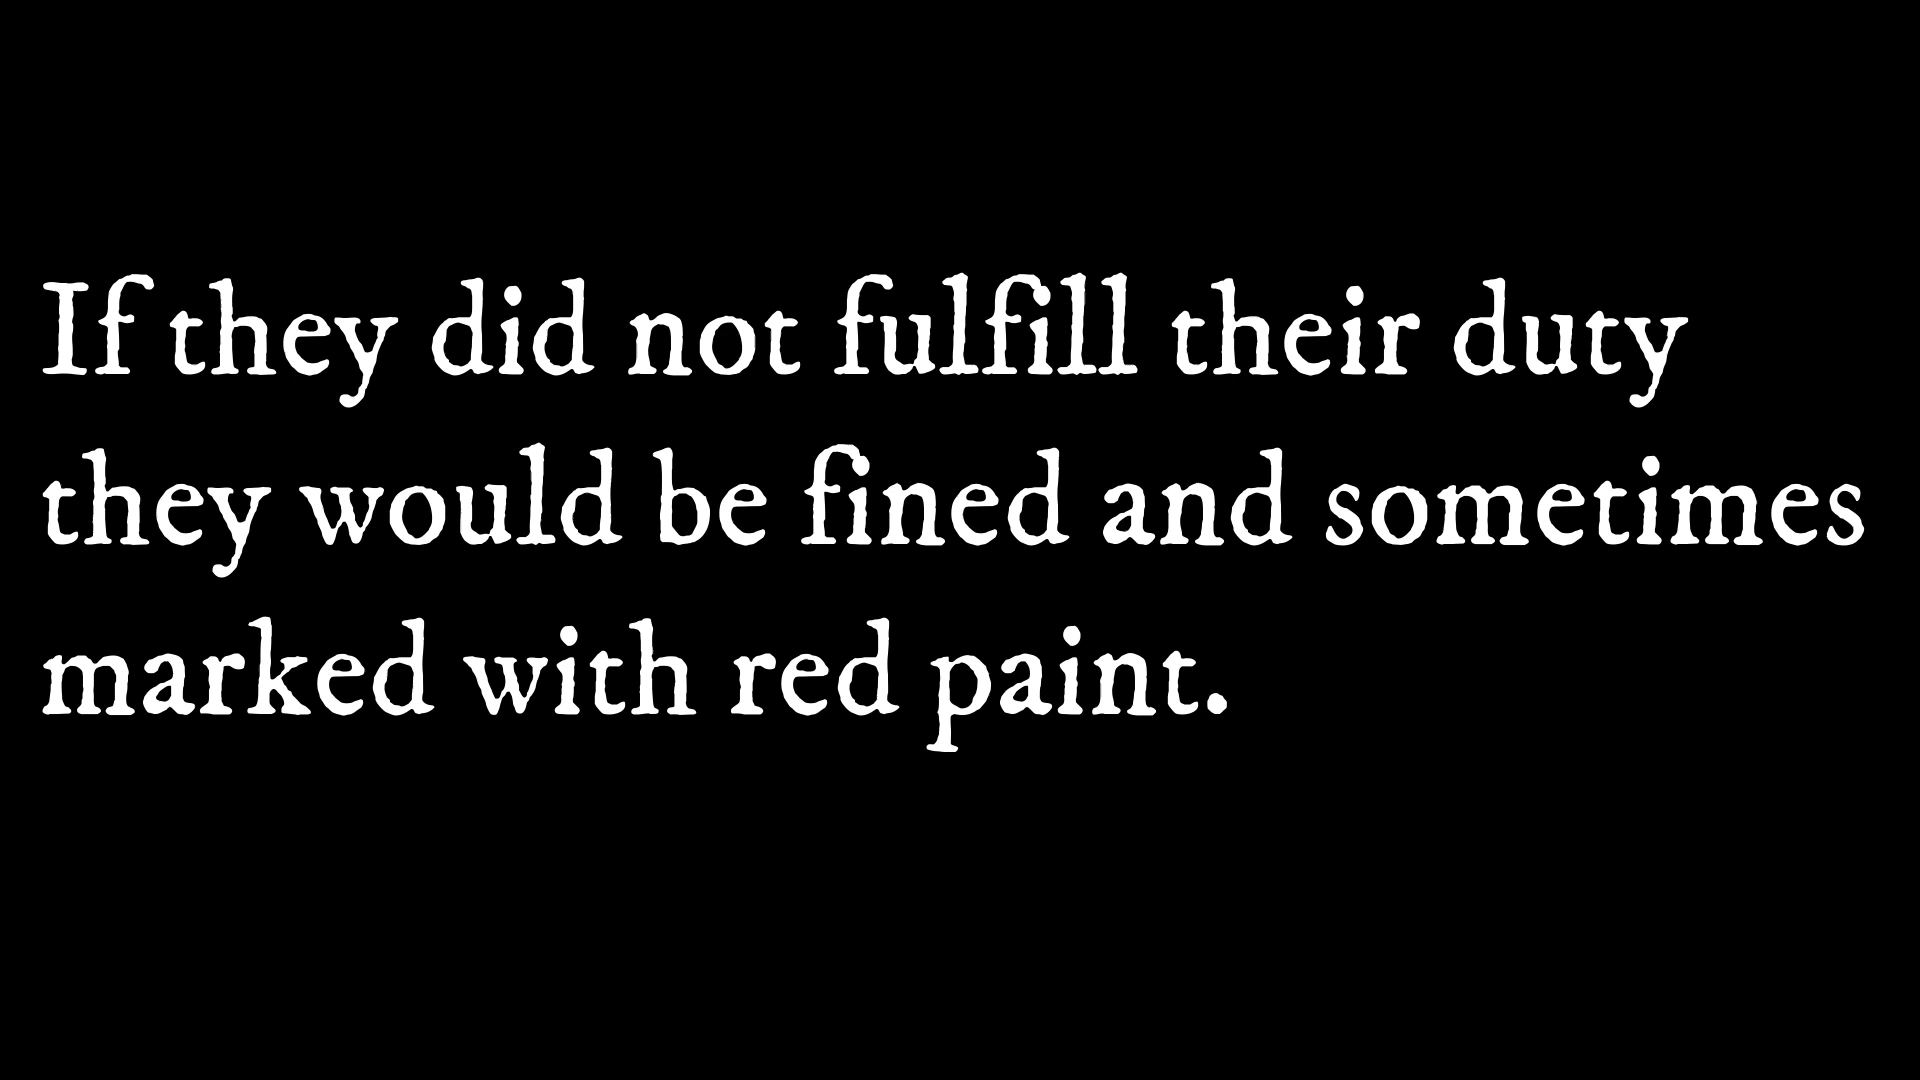 If they did not fulfill their duty
they would be fined and sometimes
marked with red paint.